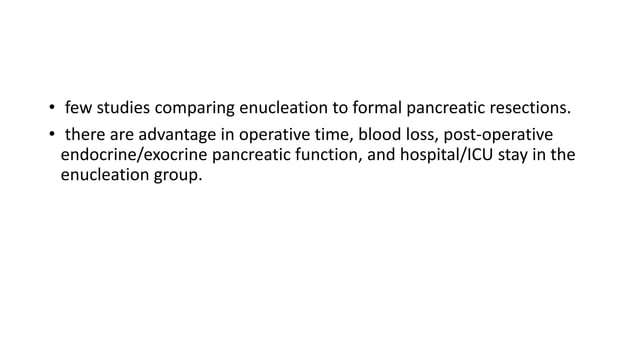 • few studies comparing enucleation to formal pancreatic resections.
• there are advantage in operative time, blood loss, post-operative
endocrine/exocrine pancreatic function, and hospital/ICU stay in the
enucleation group.